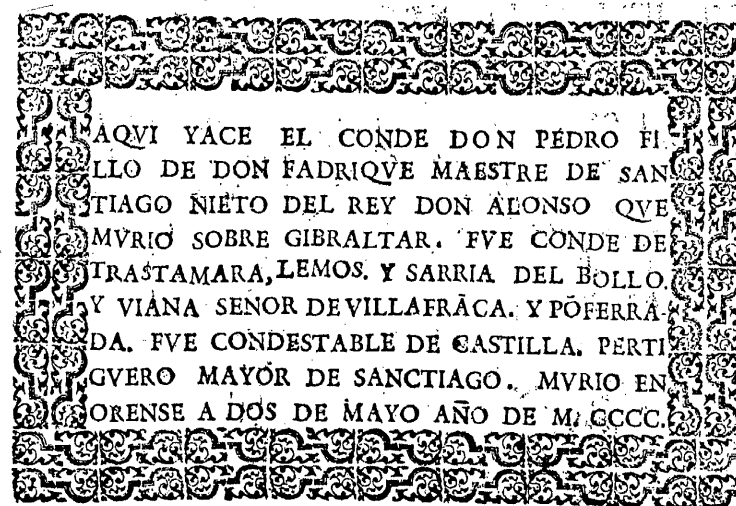 AQVI YACE EL CONDE DON PEDRO FI
LLO DE DON FADRIQVE MAESTRE DE SAN
TIAGO NIETO DEL REY DON ALONSO QVE
MVRIO SOBRE GIBRALTAR. FVE CONDE DE
TRASTAMARA, LEMOS. Y SARRIA DEL BOLLO.
Y VIANA SENOR DE VILLAFRĀCA. Y PŌFERRA-
DA. FVE CONDESTABLE DE CASTILLA. PERTI
GVERO MAYOR DE SANCTIAGO. MVRIO EN
ORENSE A DOS DE MAYO AÑO DE M. CCCC.